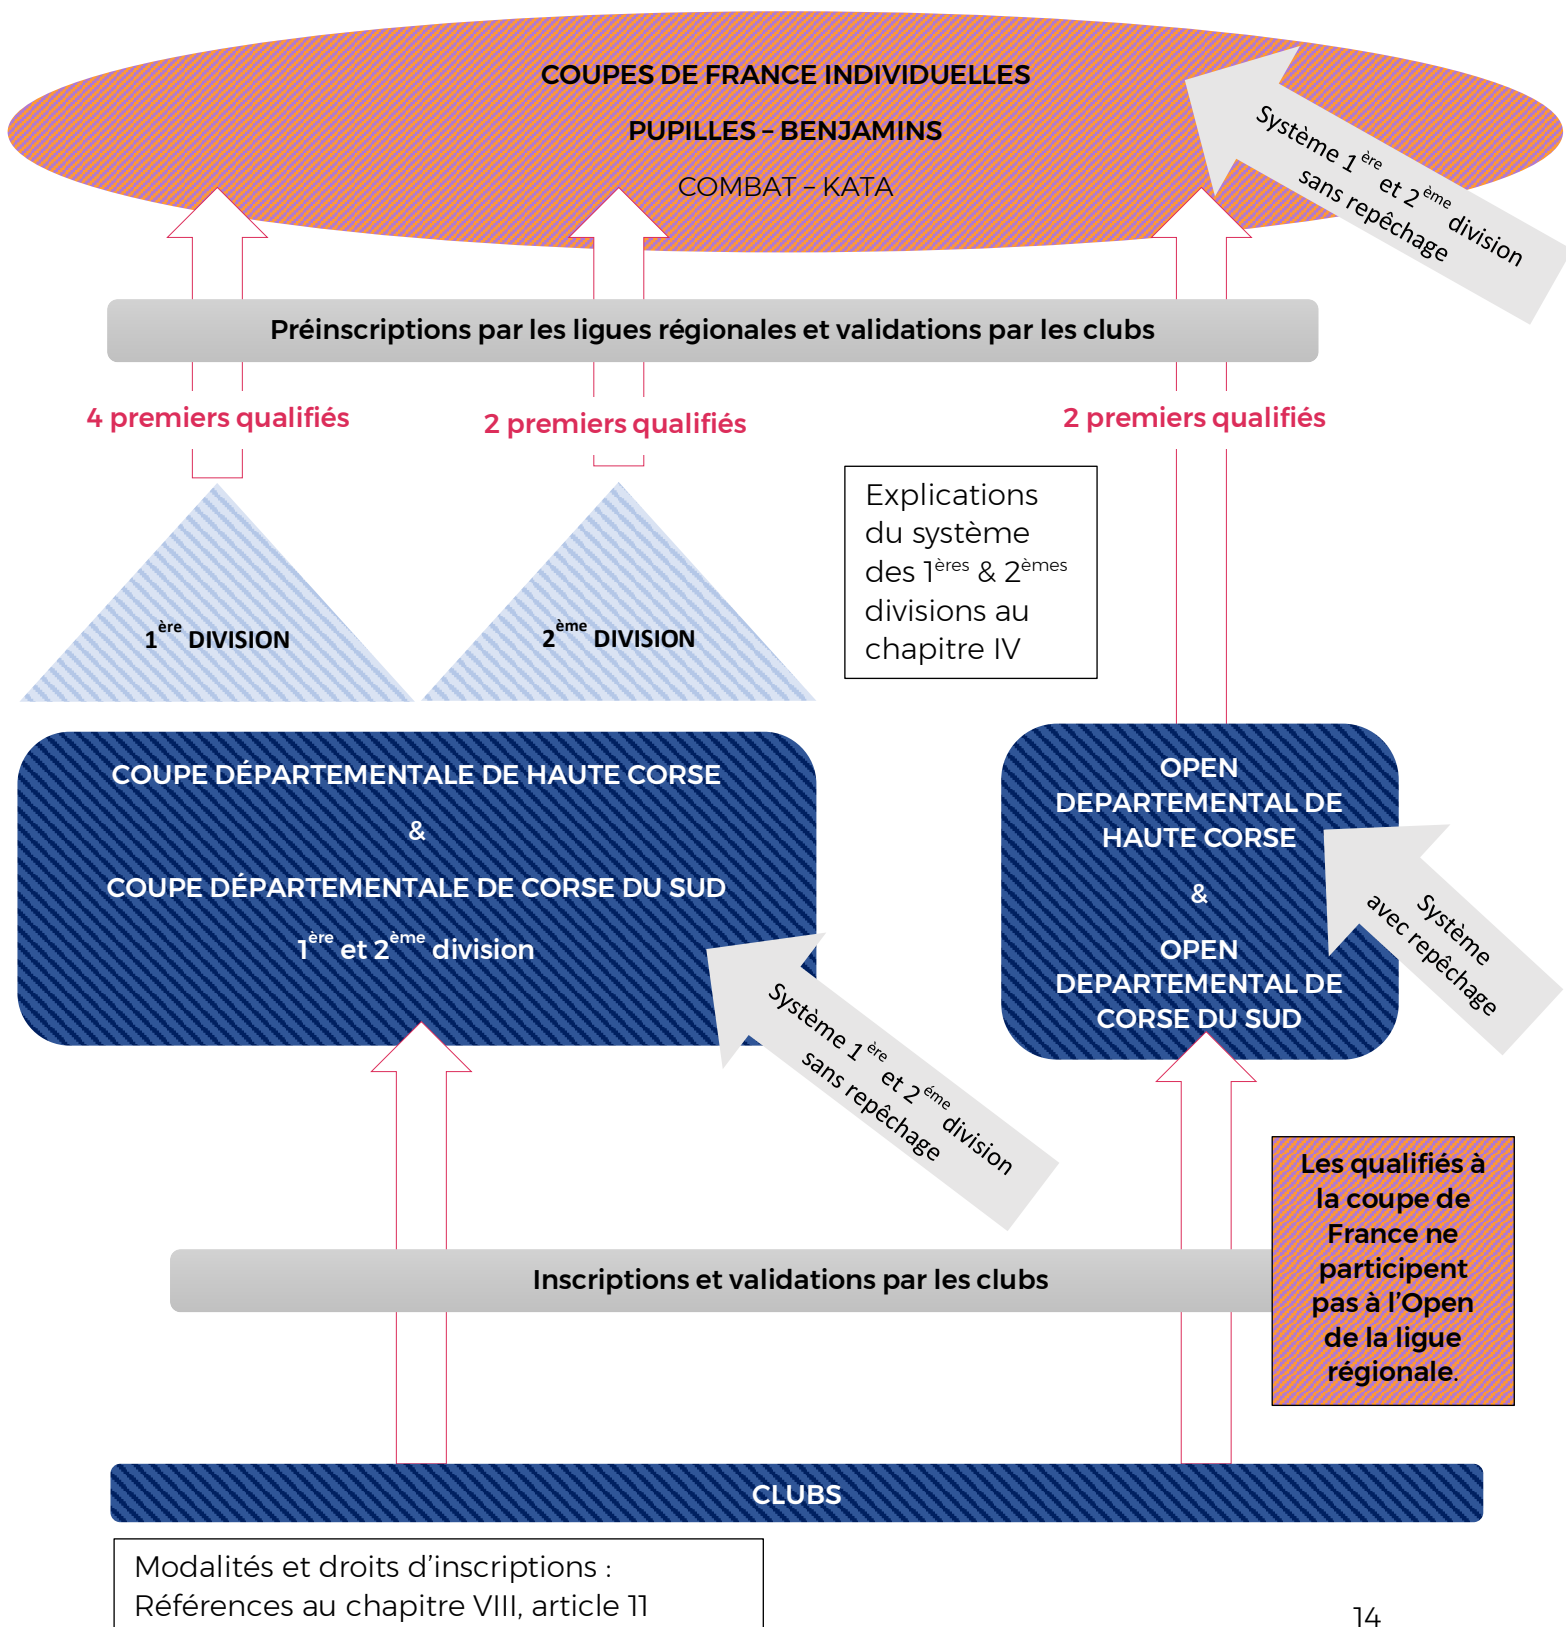 COUPES DE FRANCE INDIVIDUELLES
PUPILLES – BENJAMINS
COMBAT – KATA
Système 1ère et 2ème division
sans repêchage
Préinscriptions par les ligues régionales et validations par les clubs
4 premiers qualifiés
2 premiers qualifiés
2 premiers qualifiés
Explications
du système
des 1ères & 2èmes
divisions au
chapitre IV
1ère DIVISION
2ème DIVISION
COUPE DÉPARTEMENTALE DE HAUTE CORSE
&
COUPE DÉPARTEMENTALE DE CORSE DU SUD
1ère et 2ème division
Système 1ère et 2éme division
sans repêchage
OPEN
DEPARTEMENTAL DE
HAUTE CORSE
&
OPEN
DEPARTEMENTAL DE
CORSE DU SUD
Système
avec repêchage
Les qualifiés à
la coupe de
France ne
participent
pas à l’Open
de la ligue
régionale.
Inscriptions et validations par les clubs
CLUBS
Modalités et droits d’inscriptions :
Références au chapitre VIII, article 11
14